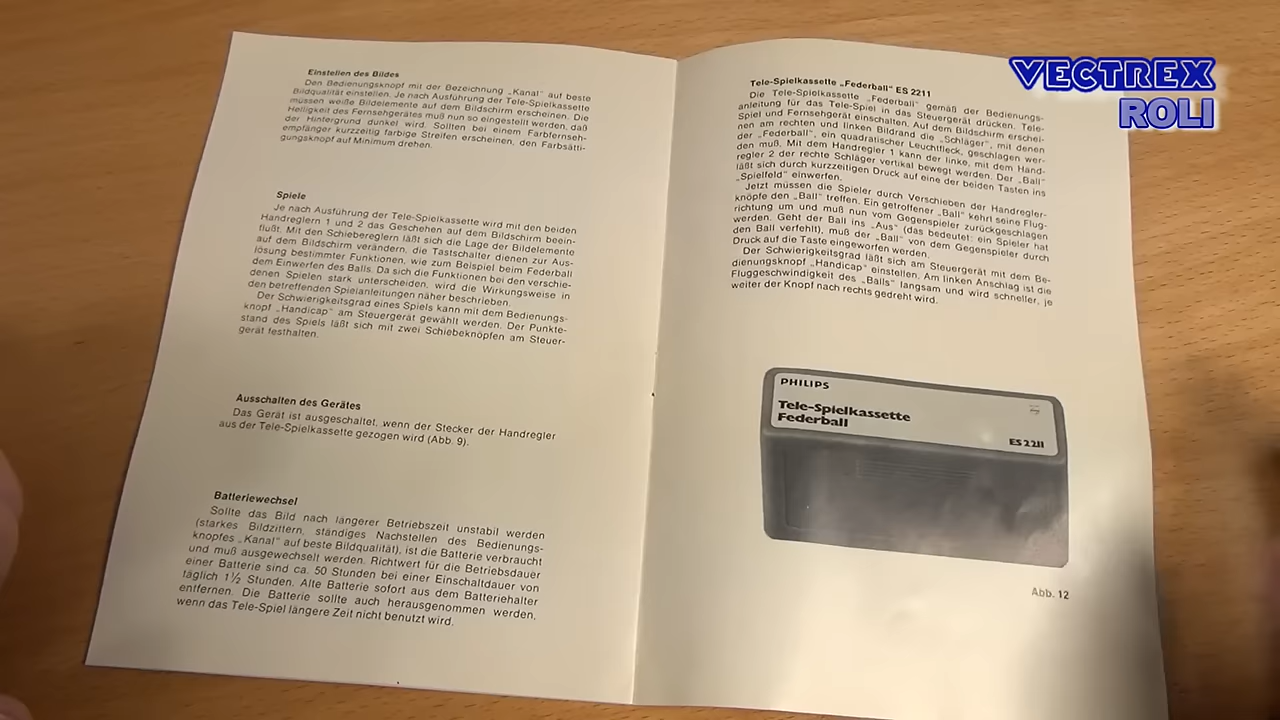 Einstellen des Bildes
Den Bedienungsknopf mit der Bezeichnung „Kanal" auf beste
Bildqualität einstellen. Je nach Ausführung der Tele-Spielkassette
müssen weiße Bildelemente auf dem Bildschirm erscheinen. Die
Helligkeit des Fernsehgerätes muß nun so eingestellt werden, daß
der Hintergrund dunkel wird. Sollten bei einem Farbfernseh-
empfänger kurzzeitig farbige Streifen erscheinen, den Farbsätti-
gungsknopf auf Minimum drehen.
Spiele
Je nach Ausführung der Tele-Spielkassette wird mit den beiden
Handreglern 1 und 2 das Geschehen auf dem Bildschirm beein-
flußt. Mit den Schiebereglern läßt sich die Lage der Bildelemente
auf dem Bildschirm verändern, die Tastschalter dienen zur Aus-
lösung bestimmter Funktionen, wie zum Beispiel beim Federball
dem Einwerfen des Balls. Da sich die Funktionen bei den verschie-
denen Spielen stark unterscheiden, wird die Wirkungsweise in
den betreffenden Spielanleitungen näher beschrieben.
Der Schwierigkeitsgrad eines Spiels kann mit dem Bedienungs-
knopf „Handicap" am Steuergerät gewählt werden. Der Punkte-
stand des Spiels läßt sich mit zwei Schiebeknöpfen am Steuer-
gerät festhalten.
Ausschalten des Gerätes
Das Gerät ist ausgeschaltet, wenn der Stecker der Handregler
aus der Tele-Spielkassette gezogen wird (Abb. 9).
Batteriewechsel
Sollte das Bild nach längerer Betriebszeit unstabil werden
(starkes Bildzittern, ständiges Nachstellen des Bedienungs-
knopfes „Kanal" auf beste Bildqualität), ist die Batterie verbraucht
und muß ausgewechselt werden. Richtwert für die Betriebsdauer
einer Batterie sind ca. 50 Stunden bei einer Einschaltdauer von
täglich 1½ Stunden. Alte Batterie sofort aus dem Batteriehalter
entfernen. Die Batterie sollte auch herausgenommen werden,
wenn das Tele-Spiel längere Zeit nicht benutzt wird.
Tele-Spielkassette „Federball" ES 2211
Die Tele-Spielkassette „Federball" gemäß der Bedienungs-
anleitung für das Tele-Spiel in das Steuergerät drücken. Tele-
Spiel und Fernsehgerät einschalten. Auf dem Bildschirm erschei-
nen am rechten und linken Bildrand die „Schläger", mit denen
der „Federball", ein quadratischer Leuchtfleck, geschlagen wer-
den muß. Mit dem Handregler 1 kann der linke, mit dem Hand-
regler 2 der rechte Schläger vertikal bewegt werden. Der „Ball"
läßt sich durch kurzzeitigen Druck auf eine der beiden Tasten ins
„Spielfeld" einwerfen.
Jetzt müssen die Spieler durch Verschieben der Handregler-
knöpfe den „Ball" treffen. Ein getroffener „Ball" kehrt seine Flug-
richtung um und muß nun vom Gegenspieler zurückgeschlagen
werden. Geht der Ball ins „Aus" (das bedeutet: ein Spieler hat
den Ball verfehlt), muß der „Ball" von dem Gegenspieler durch
Druck auf die Taste eingeworfen werden.
Der Schwierigkeitsgrad läßt sich am Steuergerät mit dem Be-
dienungsknopf „Handicap" einstellen. Am linken Anschlag ist die
Fluggeschwindigkeit des „Balls" langsam und wird schneller, je
weiter der Knopf nach rechts gedreht wird.
PHILIPS
Tele-Spielkassette
Federball
ES 2211
Abb. 12
VECTREX
ROLI